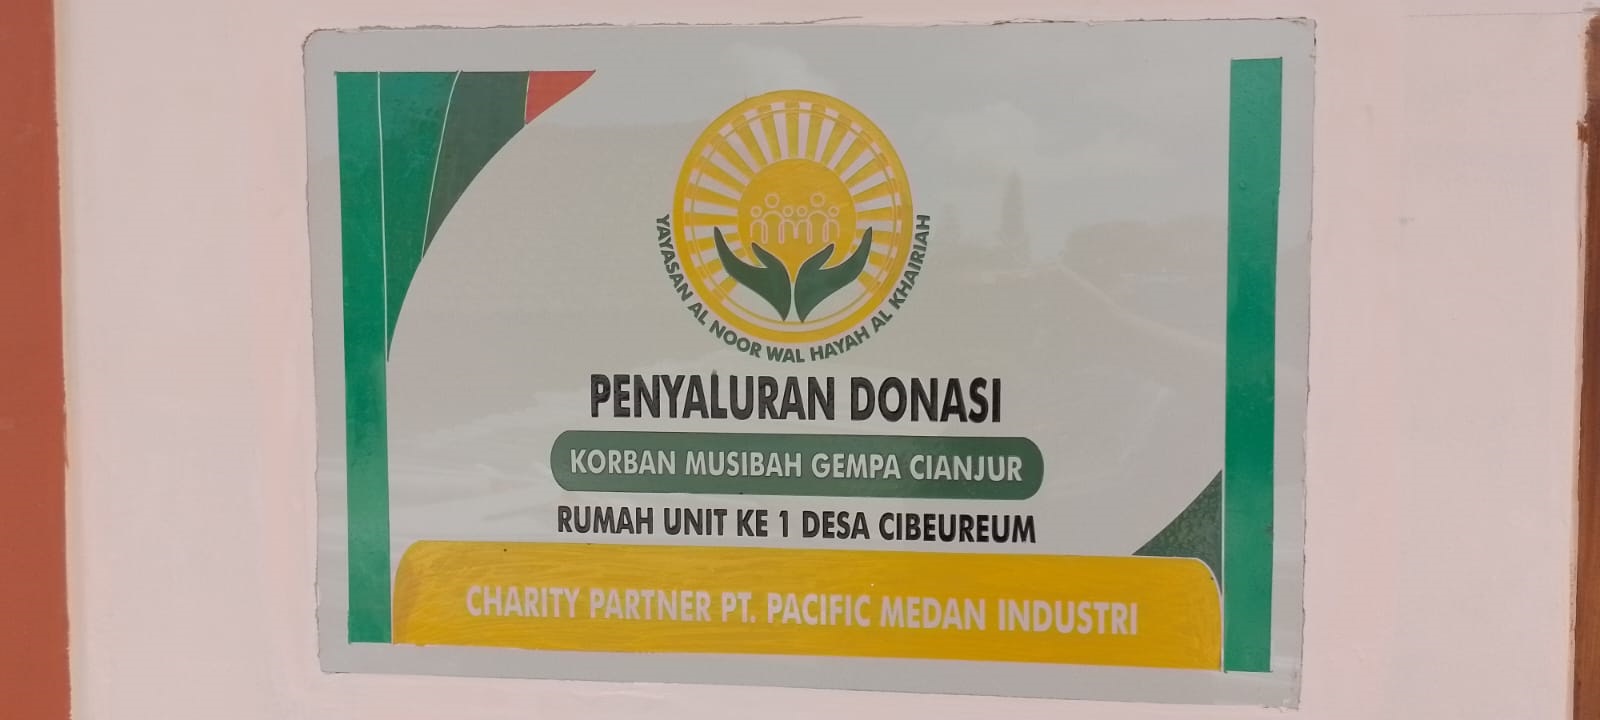 YAYASAN AL NOOR WAL HAYAH AL KHAIRIAH
PENYALURAN DONASI
KORBAN MUSIBAH GEMPA CIANJUR
RUMAH UNIT KE 1 DESA CIBEUREUM
CHARITY PARTNER PT. PACIFIC MEDAN INDUSTRI